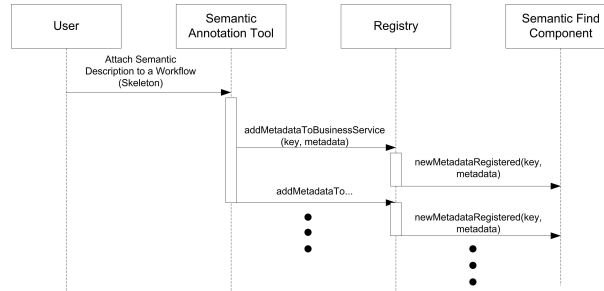 User
Semantic
Annotation Tool
Registry
Semantic Find
Component
Attach Semantic
Description to a Workflow
(Skeleton)
addMetadataToBusinessService
(key, metadata)
newMetadataRegistered(key,
metadata)
addMetadataTo...
newMetadataRegistered(key,
metadata)